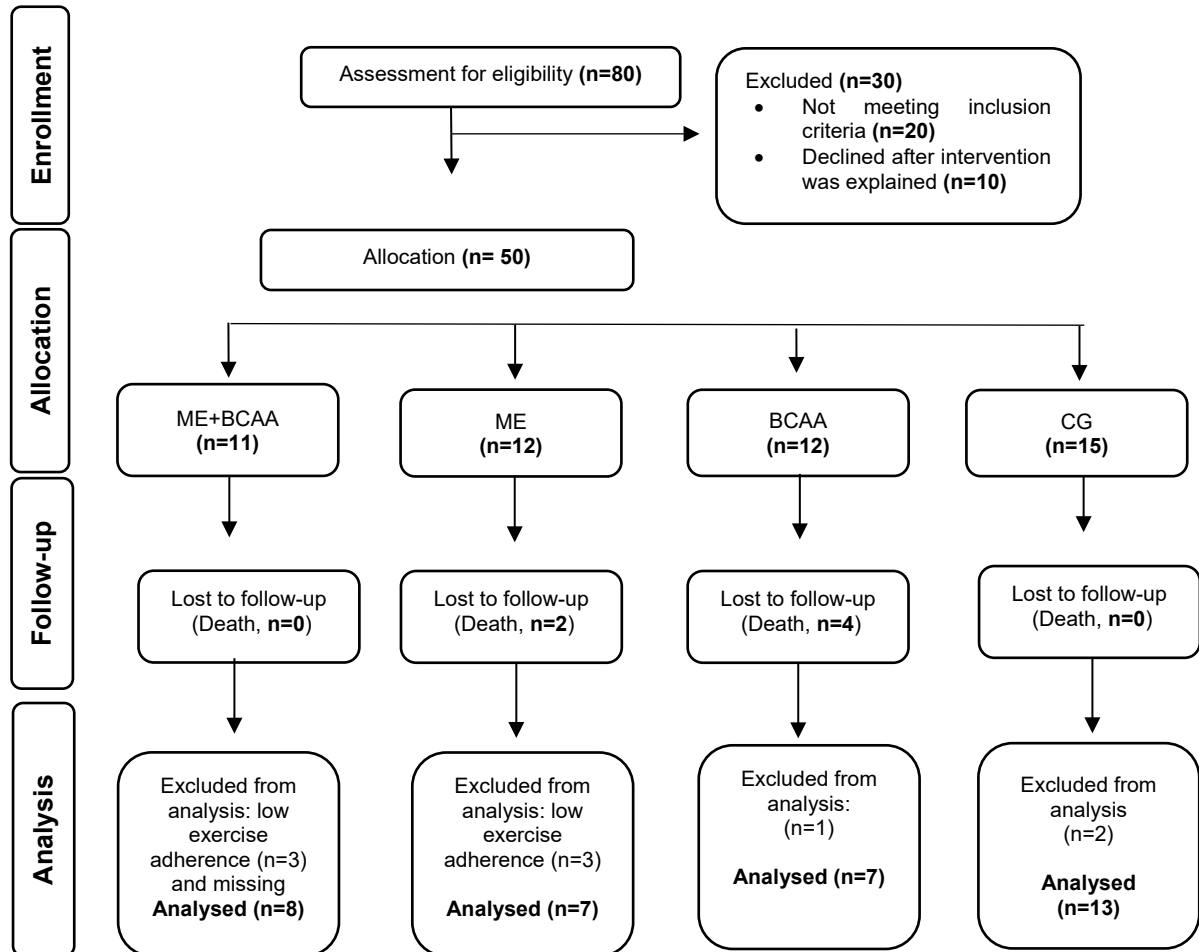 Enrollment
Assessment for eligibility (n=80)
Excluded (n=30)
• Not meeting inclusion
criteria (n=20)
• Declined after intervention
was explained (n=10)
Allocation
Allocation (n= 50)
ME+BCAA
(n=11)
ME
(n=12)
BCAA
(n=12)
CG
(n=15)
Follow-up
Lost to follow-up
(Death, n=0)
Lost to follow-up
(Death, n=2)
Lost to follow-up
(Death, n=4)
Lost to follow-up
(Death, n=0)
Analysis
Excluded from
analysis: low
exercise
adherence (n=3)
and missing
Analysed (n=8)
Excluded from
analysis: low
exercise
adherence (n=3)
Analysed (n=7)
Excluded from
analysis:
(n=1)
Analysed (n=7)
Excluded from
analysis
(n=2)
Analysed
(n=13)